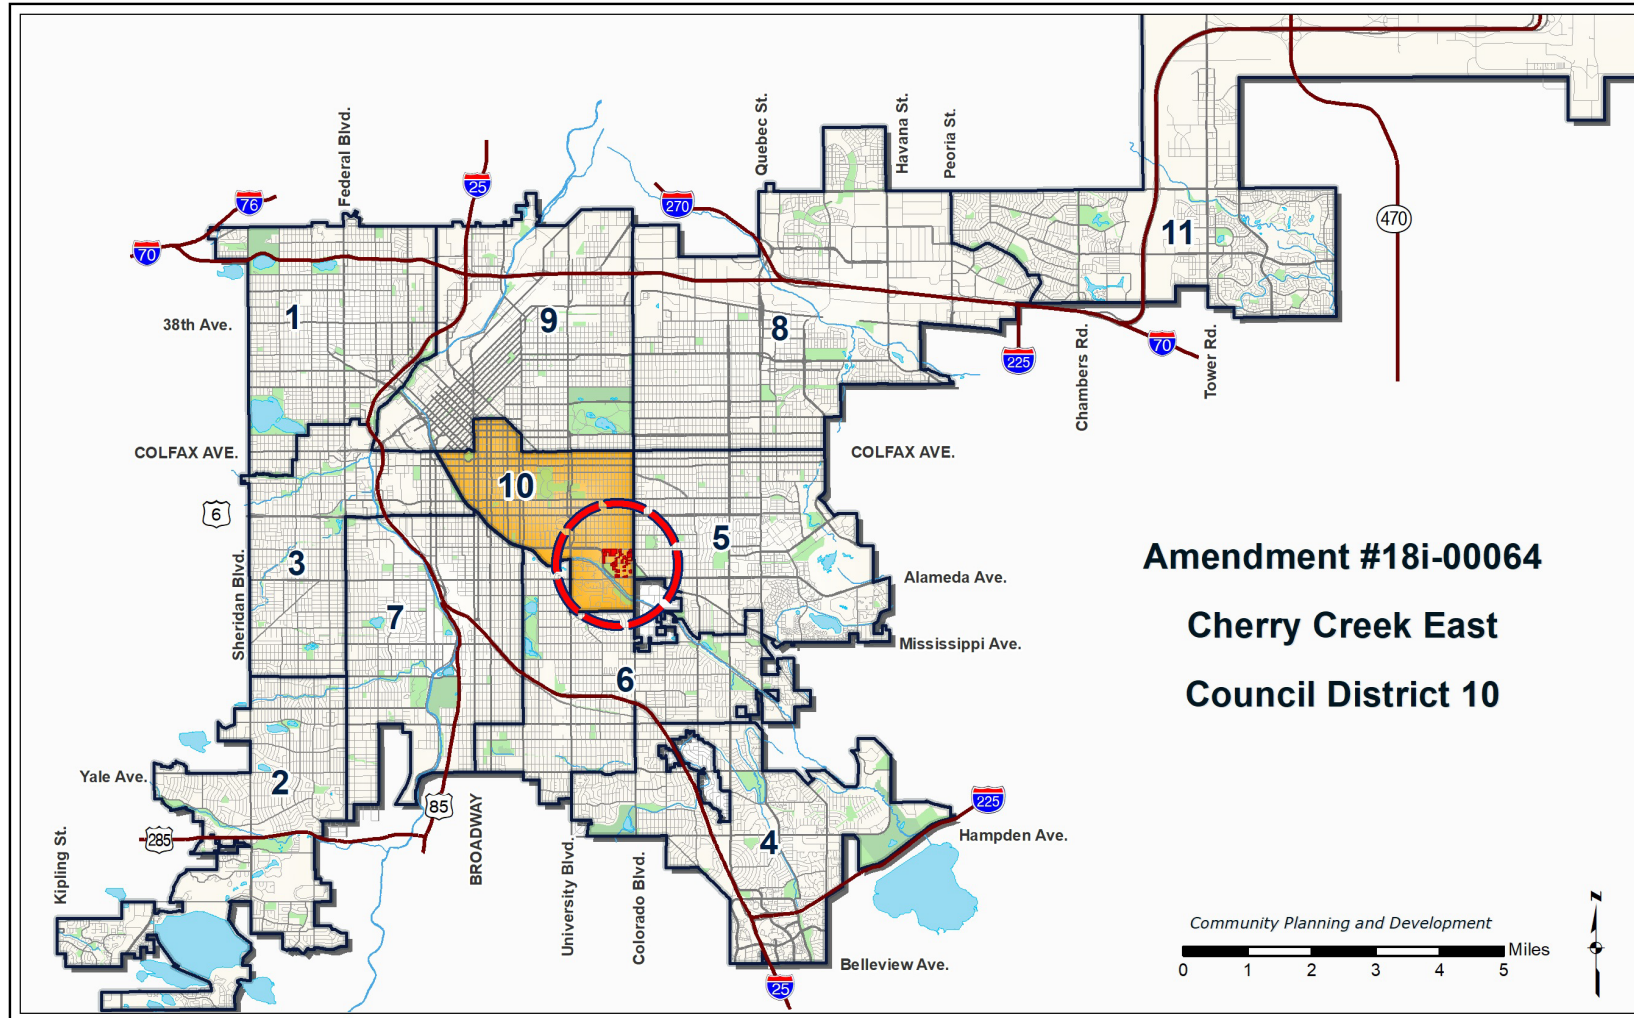 Federal Blvd.
Quebec St.
Havana St.
Peoria St.
76
25
270
70
470
11
1
9
8
38th Ave.
225
70
Chambers Rd.
Tower Rd.
COLFAX AVE.
COLFAX AVE.
10
6
5
3
Sheridan Blvd.
Alameda Ave.
7
Mississippi Ave.
6
Amendment #18i-00064
Cherry Creek East
Council District 10
Yale Ave.
2
85
225
285
BROADWAY
Hampden Ave.
4
Kipling St.
University Blvd.
Colorado Blvd.
Belleview Ave.
25
Community Planning and Development
Miles
0 1 2 3 4 5
N